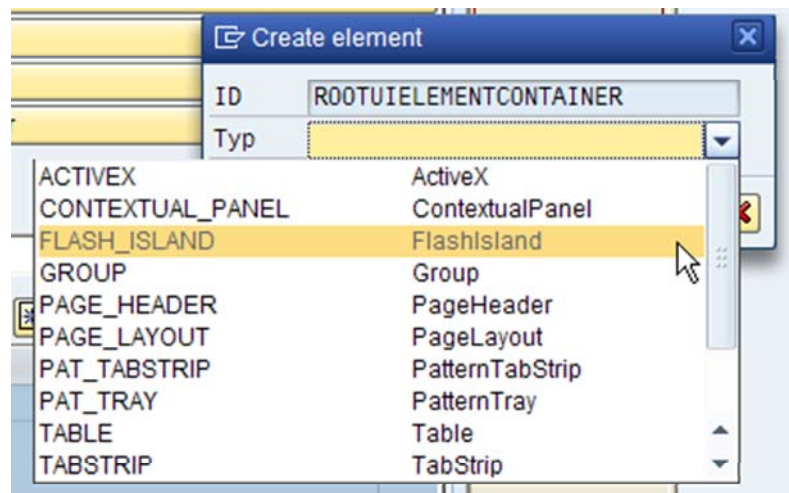 Create element
ID ROOTUIELEMENTCONTAINER
Typ
ACTIVEX ActiveX
CONTEXTUAL_PANEL ContextualPanel
FLASH_ISLAND FlashIsland
GROUP Group
PAGE_HEADER PageHeader
PAGE_LAYOUT PageLayout
PAT_TABSTRIP PatternTabStrip
PAT_TRAY PatternTray
TABLE Table
TABSTRIP TabStrip